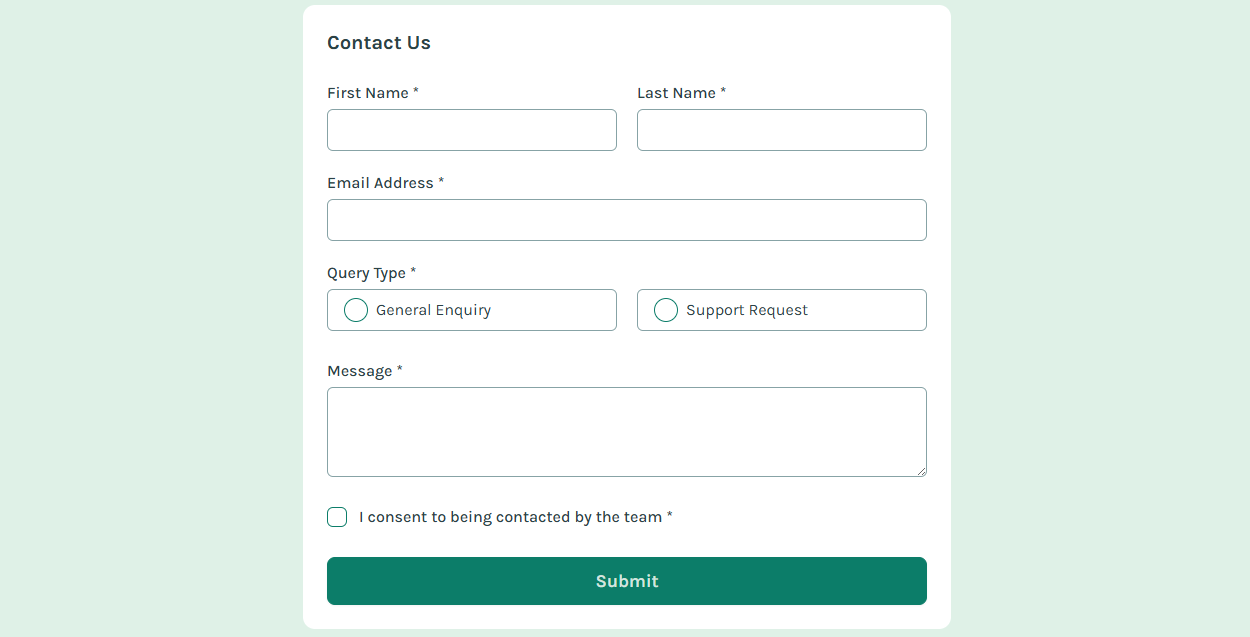 Contact Us
First Name * Last Name *
Email Address *
Query Type *
General Enquiry Support Request
Message *
I consent to being contacted by the team *
Submit